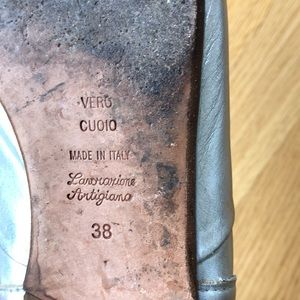 VERO
CUOIO
MADE IN ITALY
Lavorazione
Artigiana
38